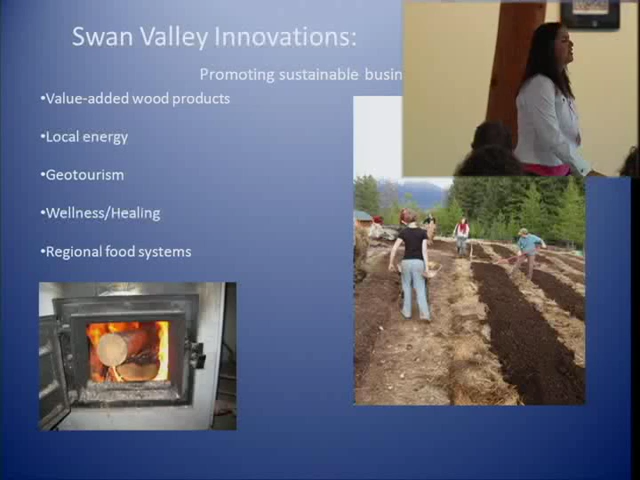 Swan Valley Innovations:
Promoting sustainable busin
•Value-added wood products
•Local energy
•Geotourism
•Wellness/Healing
•Regional food systems